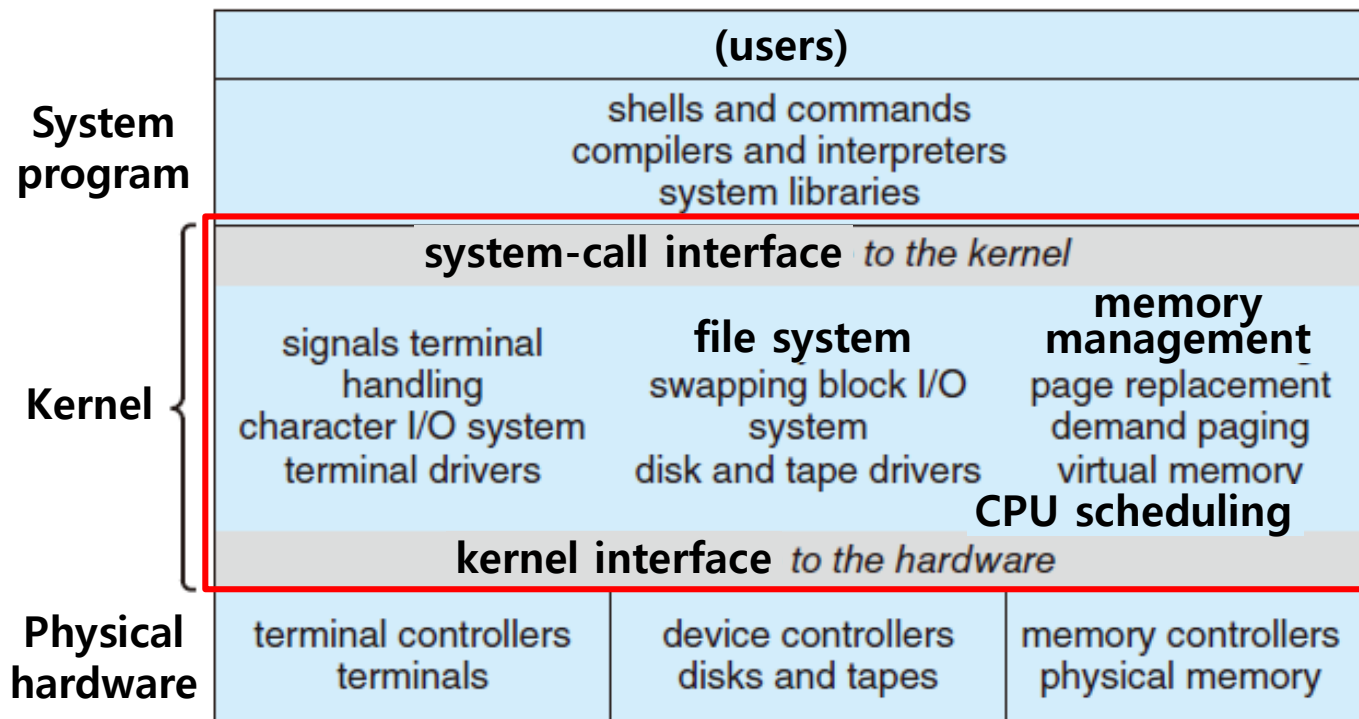 (users)
System
program
shells and commands
compilers and interpreters
system libraries
Kernel
system-call interface to the kernel
signals terminal
handling
character I/O system
terminal drivers
file system
swapping block I/O
system
disk and tape drivers
memory
management
page replacement
demand paging
virtual memory
CPU scheduling
kernel interface to the hardware
Physical
hardware
terminal controllers
terminals
device controllers
disks and tapes
memory controllers
physical memory